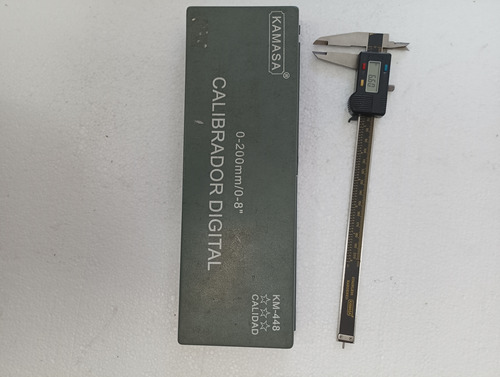 KAMASA®
0-200mm/0-8"
CALIBRADOR DIGITAL
KM-448
CALIDAD